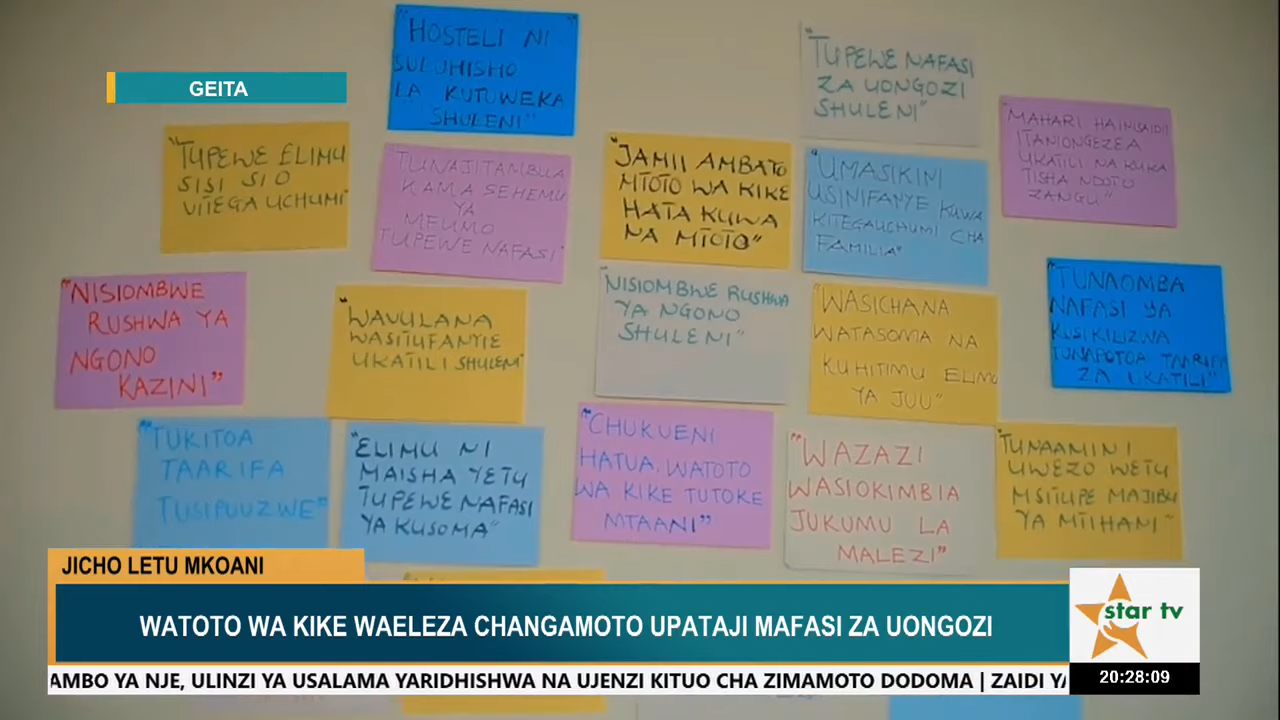 GEITA
"HOSTELI NI
SULUHISHO
LA KUTUWEKA
SHULENI"
"TUPEWE NAFASI
ZA UONGOZI
SHULENI"
MAHARI HAINISAIDII
ITANIONGEZEA
UKATILI NA KUKA
TISHA NDOTO
ZANGU"
"TUPEWE ELIMU
SISI SIO
VITEGA UCHUMI"
TUNAJITAMBUA
KAMA SEHEMU
YA
MFUMO
TUPEWE NAFASI"
"JAMII AMBAYO
MTOTO WA KIKE
HATA KUWA
NA MTOTO"
"UMASIKINI
USINIFANYE KUWA
KITEGAUCHUMI CHA
FAMILIA"
"NISIOMBWE
RUSHWA YA
NGONO
KAZINI"
"WAVULANA
WASITUFANYIE
UKATILI SHULENI"
"NISIOMBWE RUSHWA
YA NGONO
SHULENI"
"WASICHANA
WATASOMA NA
KUHITIMU ELIMU
YA JUU"
"TUNAOMBA
NAFASI YA
KUSIKILIZWA
TUNAPOTOA TAARIFA
ZA UKATILI"
"TUKITOA
TAARIFA
TUSIPUUZWE"
"ELIMU NI
MAISHA YETU
TUPEWE NAFASI
YA KUSOMA"
"CHUKUENI
HATUA. WATOTO
WA KIKE TUTOKE
MTAANI"
"WAZAZI
WASIOKIMBIA
JUKUMU LA
MALEZI"
"TUNAAMINI
UWEZO WETU
MSITUPE MAJIBU
YA MTIHANI"
JICHO LETU MKOANI
WATOTO WA KIKE WAELEZA CHANGAMOTO UPATAJI MAFASI ZA UONGOZI
star tv
AMBO YA NJE, ULINZI YA USALAMA YARIDHISHWA NA UJENZI KITUO CHA ZIMAMOTO DODOMA | ZAIDI YA
20:28:09